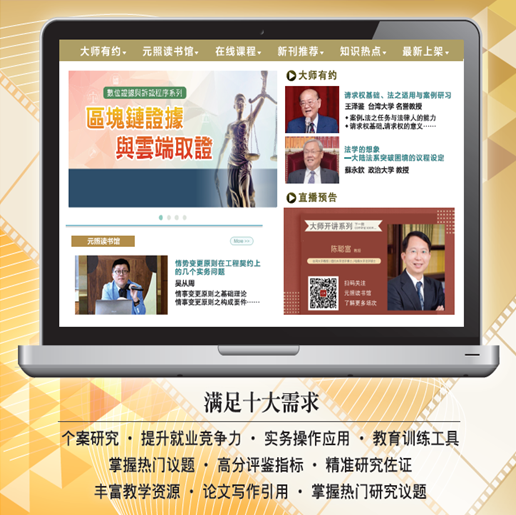 大师有约 元照读书馆 在线课程 新刊推荐 知识热点 最新上架
數位證據與訴訟程序系列
區塊鏈證據
與雲端取證
大师有约
请求权基础、法之适用与案例研习
王泽鉴 台湾大学 名誉教授
• 案例、法之任务与法律人的能力
• 请求权基础,请求权的意义……
法学的想象
一大陆法系突破困境的议程设定
蘇永欽 政治大学 教授
元照读书馆
More >>
情势变更原则在工程契约上
的几个实务问题
吴从周
情事变更原则之基础理论
情事变更原则之构成要件……
直播预告
大师开讲系列
陈聪富 教授
扫码关注
元照读书馆
了解更多场次
满足十大需求
个案研究 • 提升就业竞争力 • 实务操作应用 • 教育训练工具
掌握热门议题 • 高分评鉴指标 • 精准研究佐证
丰富教学资源 • 论文写作引用 • 掌握热门研究议题